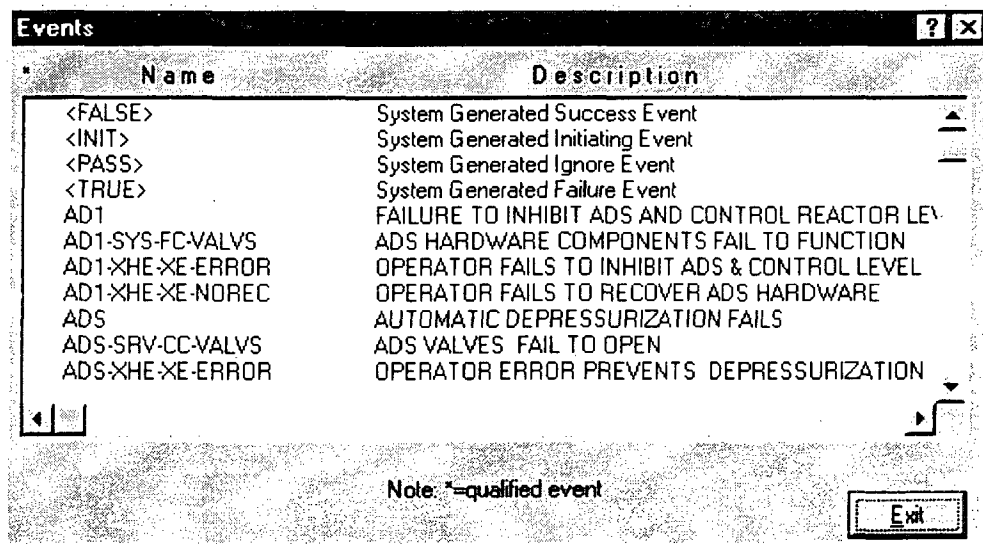 Events ? ×
* Name Description
<FALSE> System Generated Success Event
<INIT> System Generated Initiating Event
<PASS> System Generated Ignore Event
<TRUE> System Generated Failure Event
AD1 FAILURE TO INHIBIT ADS AND CONTROL REACTOR LEV
AD1-SYS-FC-VALVS ADS HARDWARE COMPONENTS FAIL TO FUNCTION
AD1-XHE-XE-ERROR OPERATOR FAILS TO INHIBIT ADS & CONTROL LEVEL
AD1-XHE-XE-NOREC OPERATOR FAILS TO RECOVER ADS HARDWARE
ADS AUTOMATIC DEPRESSURIZATION FAILS
ADS-SRV-CC-VALVS ADS VALVES FAIL TO OPEN
ADS-XHE-XE-ERROR OPERATOR ERROR PREVENTS DEPRESSURIZATION
Note: *=qualified event
Exit